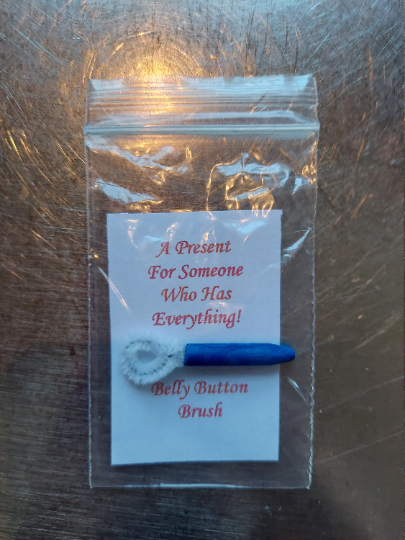 A Present
For Someone
Who Has
Everything!
Belly Button
Brush